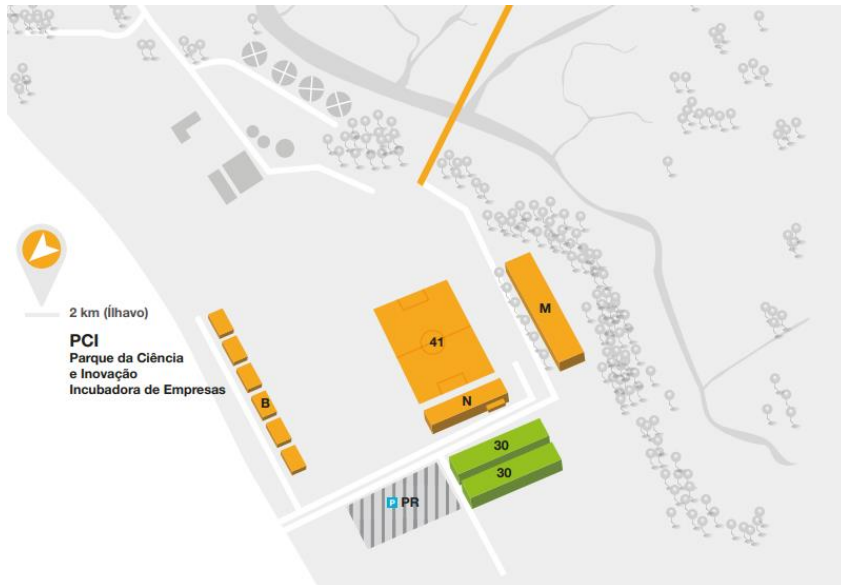 2 km (Ílhavo)
PCI
Parque da Ciência
e Inovação
Incubadora de Empresas
M
41
B
N
30
30
P PR